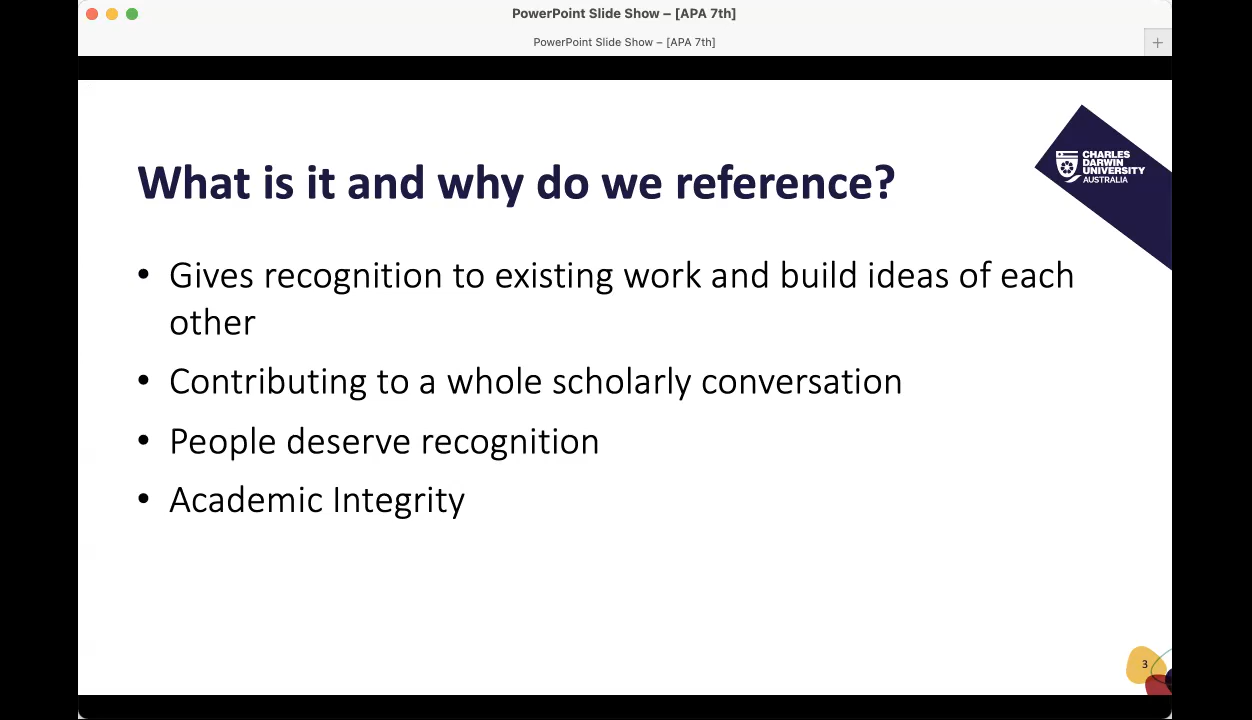 PowerPoint Slide Show – [APA 7th]
PowerPoint Slide Show – [APA 7th]
CHARLES
DARWIN
UNIVERSITY
AUSTRALIA
What is it and why do we reference?
• Gives recognition to existing work and build ideas of each
other
• Contributing to a whole scholarly conversation
• People deserve recognition
• Academic Integrity
3